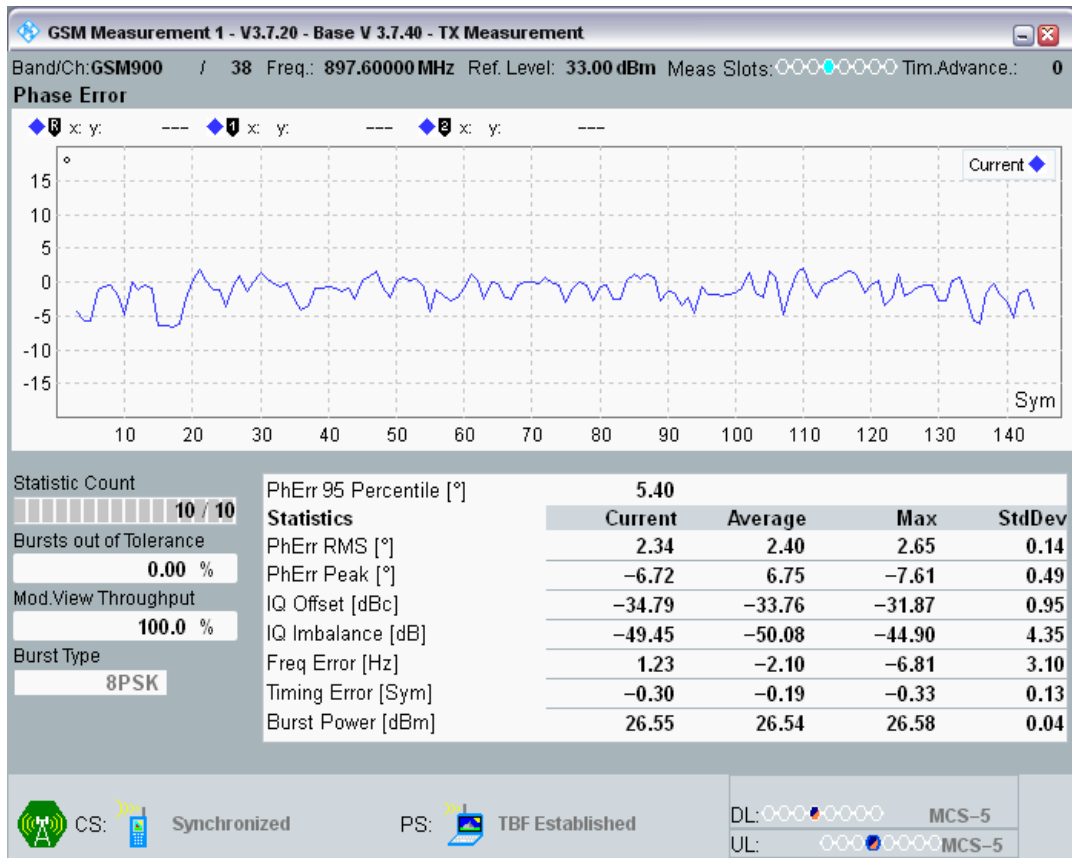 GSM Measurement 1 - V3.7.20 - Base V 3.7.40 - TX Measurement
Band/Ch:GSM900 / 38 Freq.: 897.60000 MHz Ref. Level: 33.00 dBm Meas Slots: Tim.Advance.: 0
Phase Error
R x: y: --- 1 x: y: --- 2 x: y: ---
°
Current
15
10
5
0
-5
-10
-15
Sym
10 20 30 40 50 60 70 80 90 100 110 120 130 140
Statistic Count
10 / 10
Bursts out of Tolerance
0.00 %
Mod.View Throughput
100.0 %
Burst Type
8PSK
PhErr 95 Percentile [°] 5.40
Statistics Current Average Max StdDev
PhErr RMS [°] 2.34 2.40 2.65 0.14
PhErr Peak [°] −6.72 6.75 −7.61 0.49
IQ Offset [dBc] −34.79 −33.76 −31.87 0.95
IQ Imbalance [dB] −49.45 −50.08 −44.90 4.35
Freq Error [Hz] 1.23 −2.10 −6.81 3.10
Timing Error [Sym] −0.30 −0.19 −0.33 0.13
Burst Power [dBm] 26.55 26.54 26.58 0.04
CS: Synchronized PS: TBF Established
DL: MCS−5
UL: MCS−5